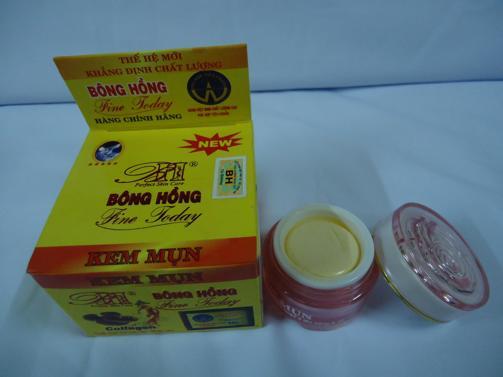 THẾ HỆ MỚI
KHẲNG ĐỊNH CHẤT LƯỢNG
BÔNG HỒNG
Fine Today
HÀNG CHÍNH HÃNG
NEW
®
Perfect Skin Care
BH
BÔNG HỒNG
Fine Today
KEM MỤN
BÔNG HỒNG
Fine Today
Collagen
MUN